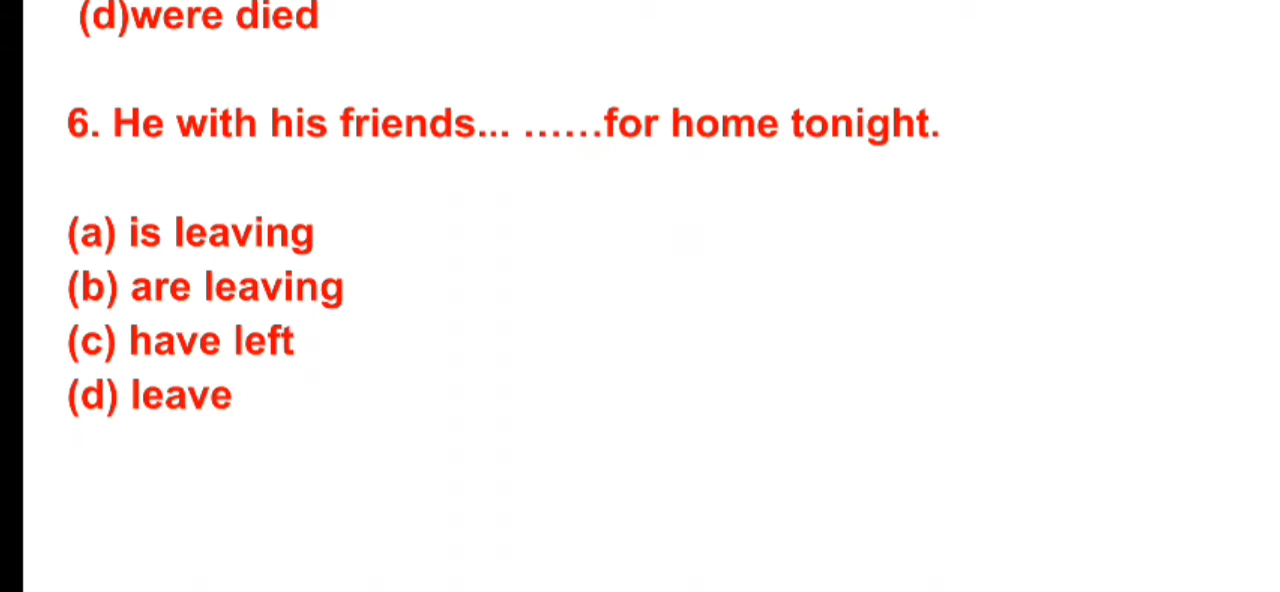 (d)were died
6. He with his friends... ......for home tonight.
(a) is leaving
(b) are leaving
(c) have left
(d) leave